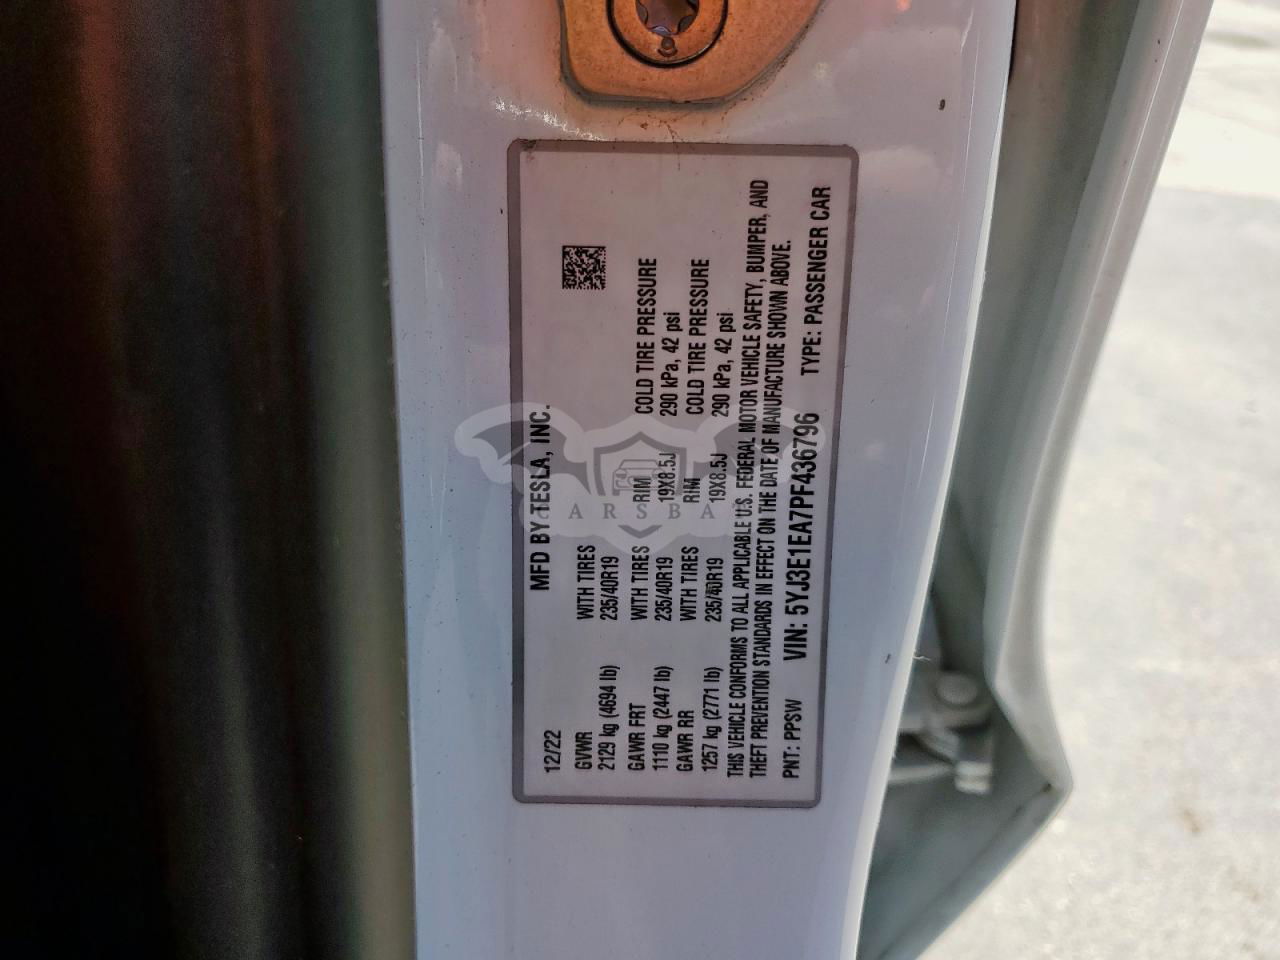 MFD BY TESLA, INC.
12/22
GVWR WITH TIRES
2129 kg (4694 lb) 235/40R19
GAWR FRT WITH TIRES RIM COLD TIRE PRESSURE
1110 kg (2447 lb) 235/40R19 19X8.5J 290 kPa, 42 psi
GAWR RR WITH TIRES RIM COLD TIRE PRESSURE
1257 kg (2771 lb) 235/40R19 19X8.5J 290 kPa, 42 psi
THIS VEHICLE CONFORMS TO ALL APPLICABLE U.S. FEDERAL MOTOR VEHICLE SAFETY, BUMPER, AND
THEFT PREVENTION STANDARDS IN EFFECT ON THE DATE OF MANUFACTURE SHOWN ABOVE.
PNT: PPSW VIN: 5YJ3E1EA7PF436796 TYPE: PASSENGER CAR
CARSBAT